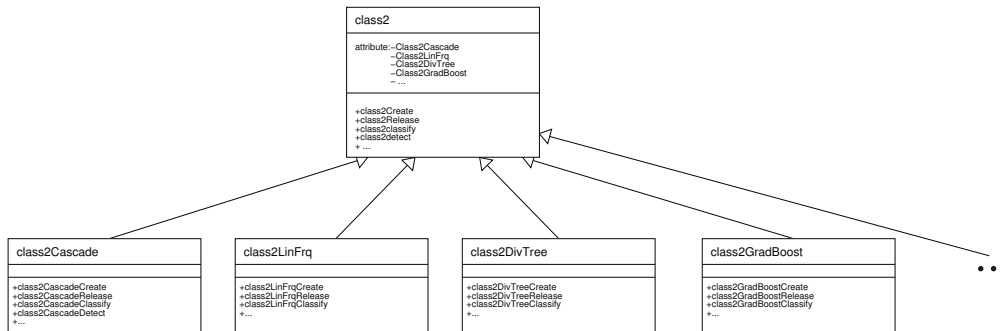 class2
attribute:−Class2Cascade
−Class2LinFrq
−Class2DivTree
−Class2GradBoost
− ...
+class2Create
+class2Release
+class2classify
+class2detect
+ ...
class2Cascade
+class2CascadeCreate
+class2CascadeRelease
+class2CascadeClassify
+class2CascadeDetect
+...
class2LinFrq
+class2LinFrqCreate
+class2LinFrqRelease
+class2LinFrqClassify
+...
class2DivTree
+class2DivTreeCreate
+class2DivTreeRelease
+class2DivTreeClassify
+...
class2GradBoost
+class2GradBoostCreate
+class2GradBoostRelease
+class2GradBoostClassify
+...